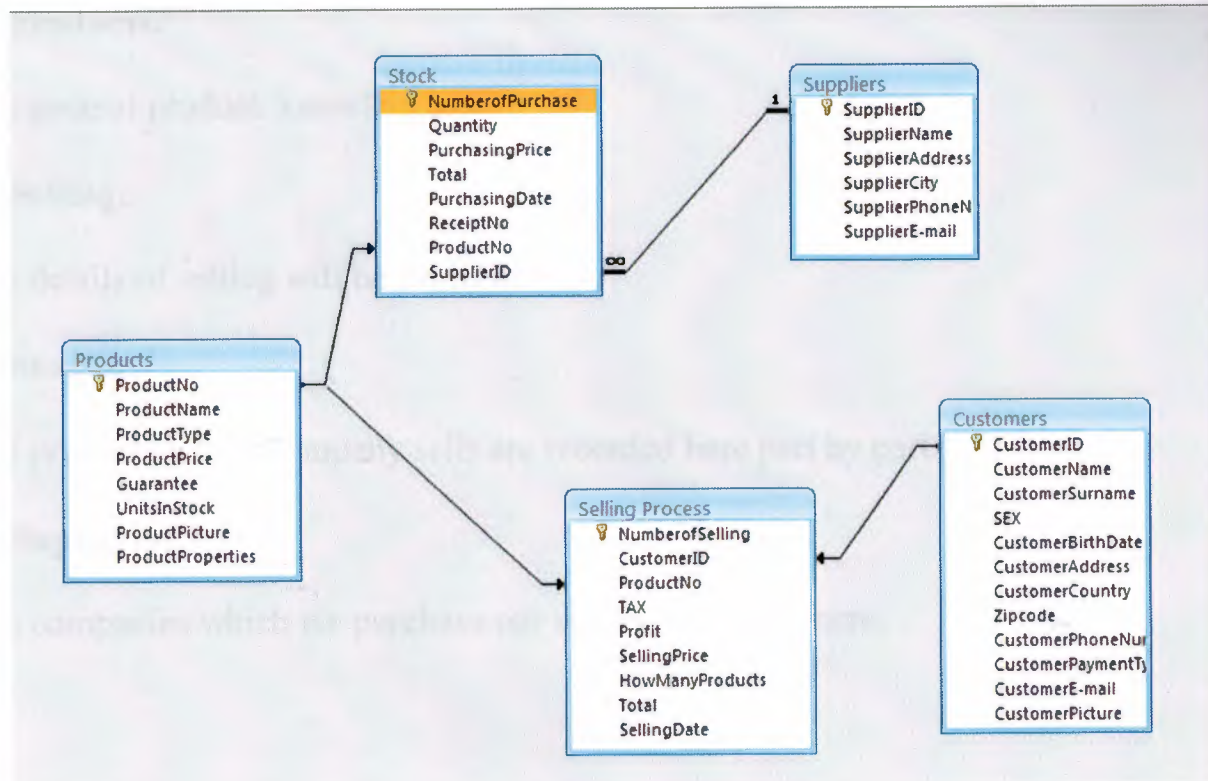 Stock
NumberofPurchase
Quantity
PurchasingPrice
Total
PurchasingDate
ReceiptNo
ProductNo
SupplierID
Suppliers
SupplierID
SupplierName
SupplierAddress
SupplierCity
SupplierPhoneN
SupplierE-mail
1
∞
Products
ProductNo
ProductName
ProductType
ProductPrice
Guarantee
UnitsInStock
ProductPicture
ProductProperties
Selling Process
NumberofSelling
CustomerID
ProductNo
TAX
Profit
SellingPrice
HowManyProducts
Total
SellingDate
Customers
CustomerID
CustomerName
CustomerSurname
SEX
CustomerBirthDate
CustomerAddress
CustomerCountry
Zipcode
CustomerPhoneNu
CustomerPaymentTy
CustomerE-mail
CustomerPicture